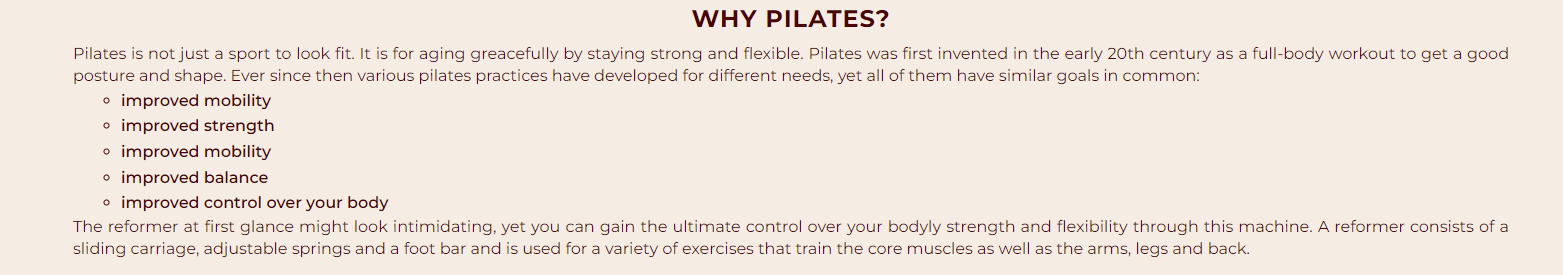 WHY PILATES?
Pilates is not just a sport to look fit. It is for aging greacefully by staying strong and flexible. Pilates was first invented in the early 20th century as a full-body workout to get a good
posture and shape. Ever since then various pilates practices have developed for different needs, yet all of them have similar goals in common:
improved mobility
improved strength
improved mobility
improved balance
improved control over your body
The reformer at first glance might look intimidating, yet you can gain the ultimate control over your bodyly strength and flexibility through this machine. A reformer consists of a
sliding carriage, adjustable springs and a foot bar and is used for a variety of exercises that train the core muscles as well as the arms, legs and back.